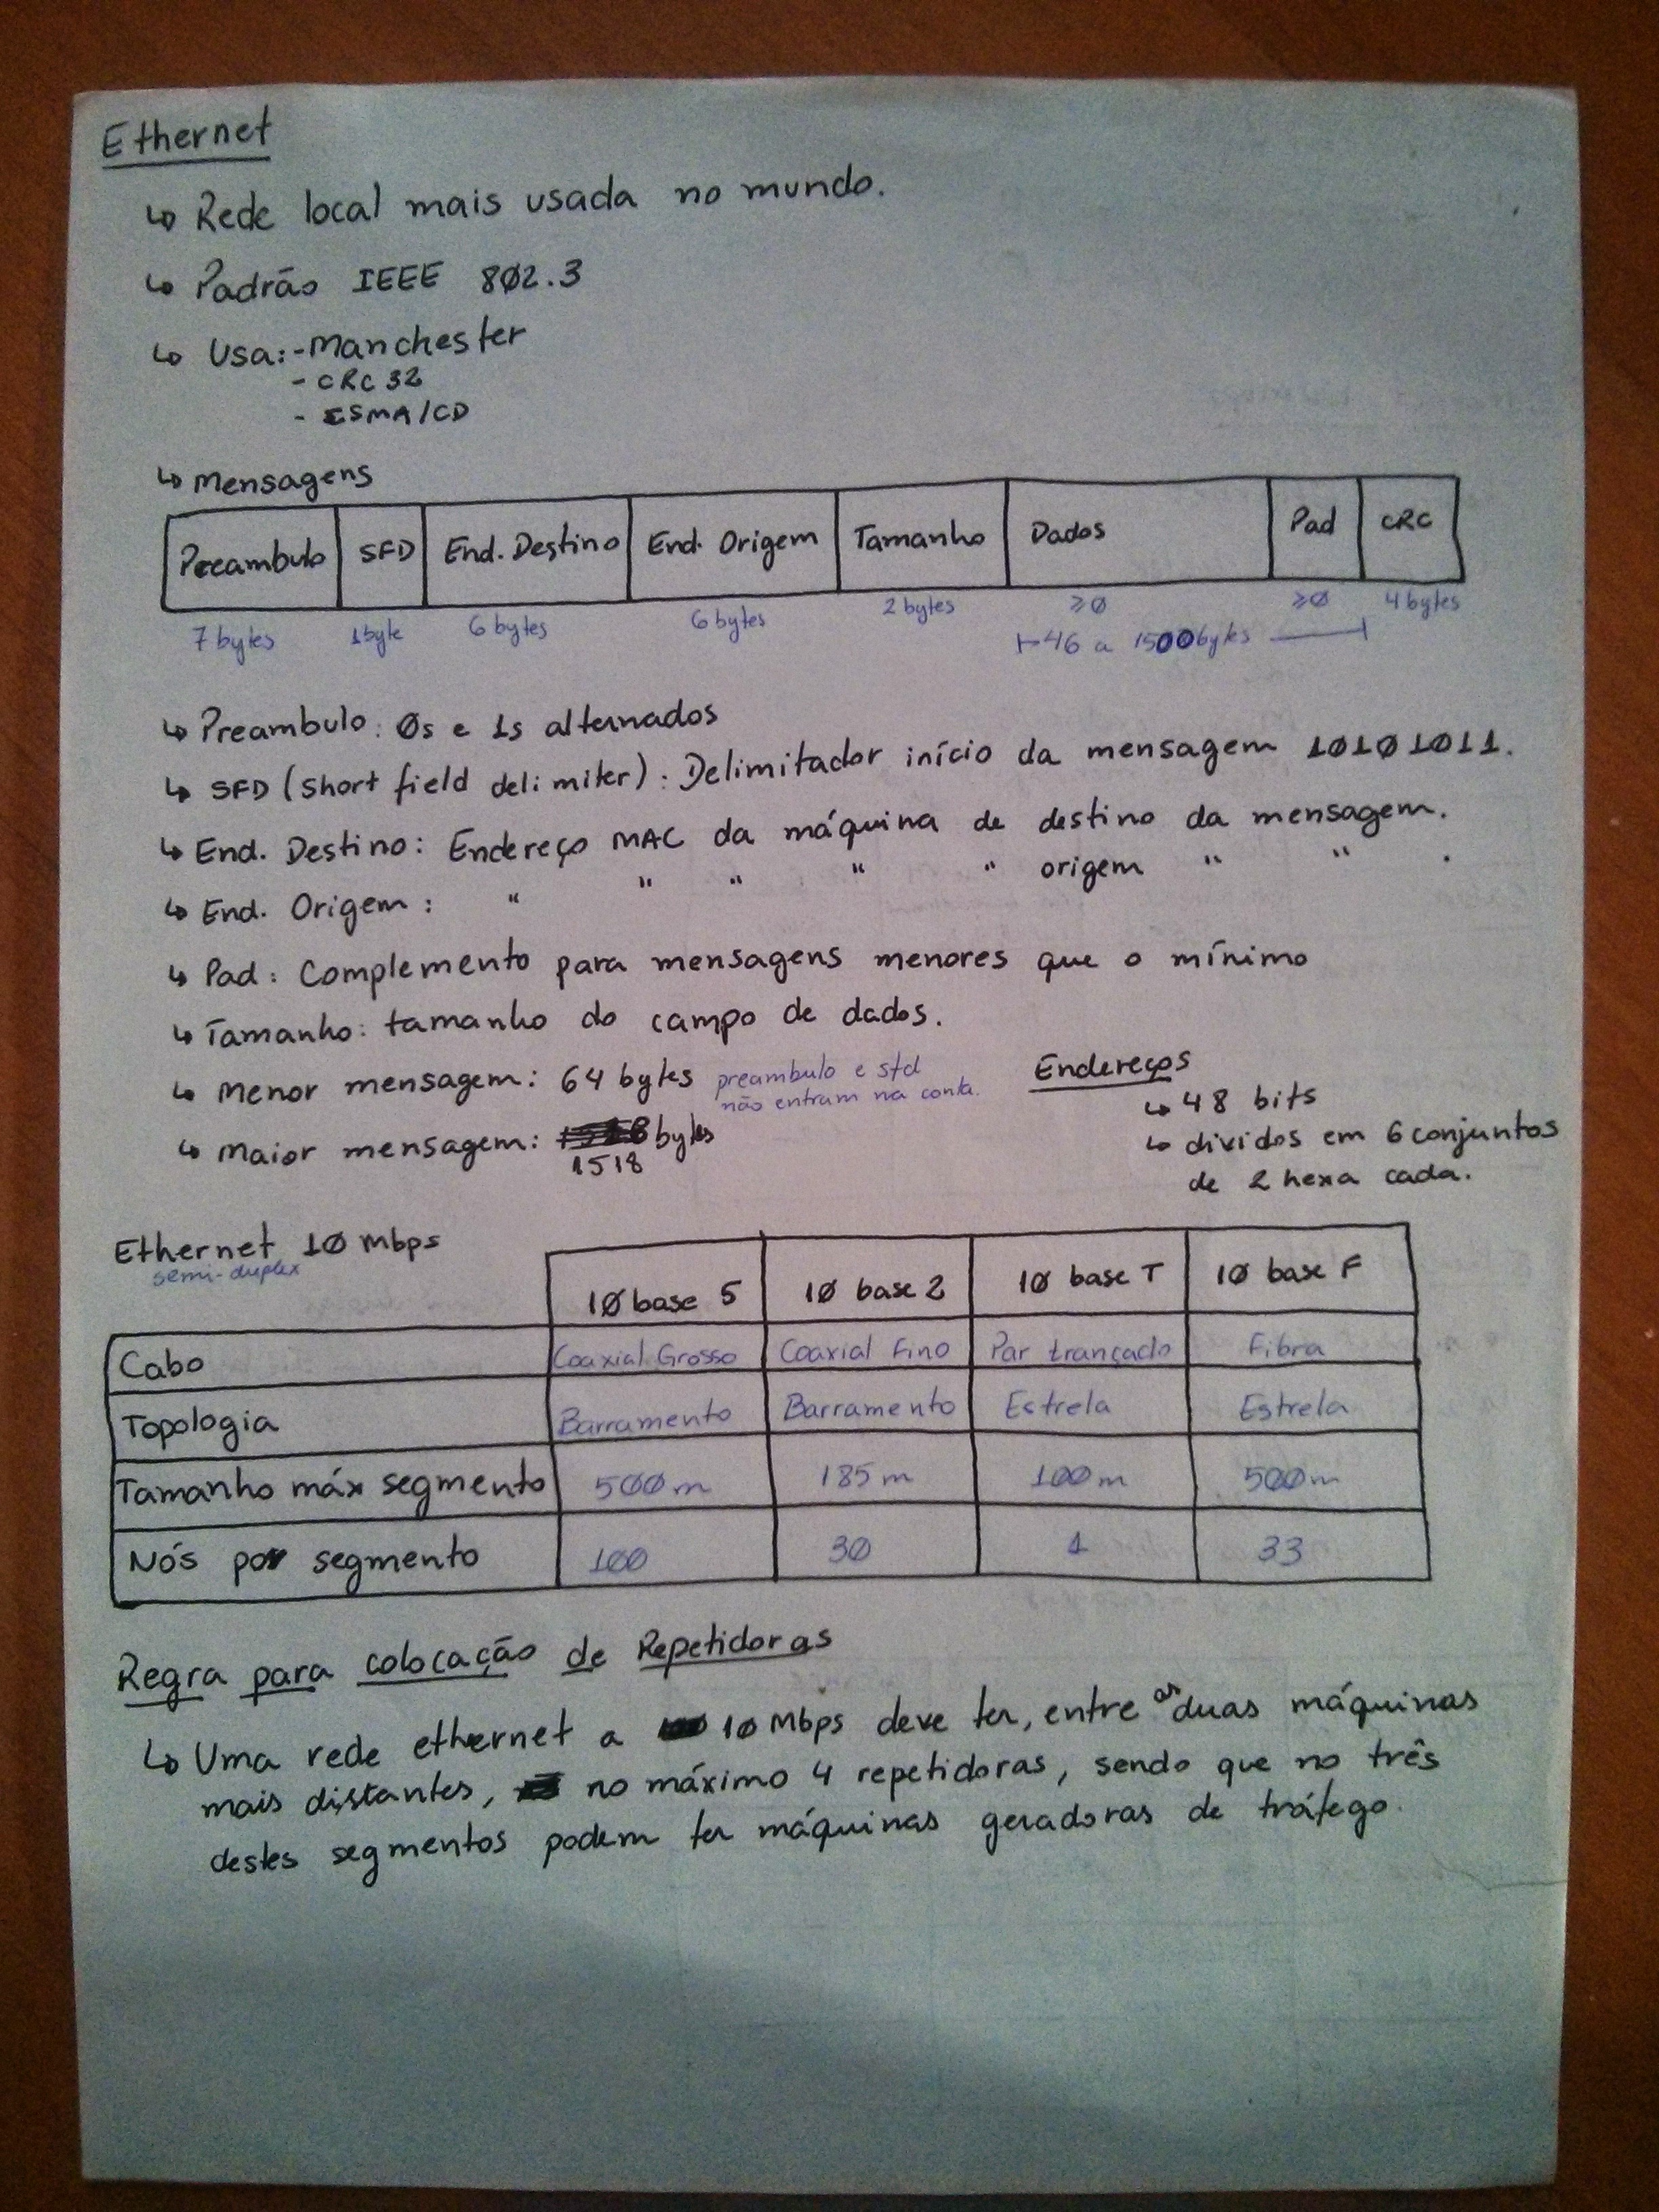 Ethernet
↳ Rede local mais usada no mundo.
↳ Padrão IEEE 802.3
↳ Usa: - Manchester
- CRC 32
- CSMA/CD
↳ Mensagens
Preambulo SFD End. Destino End. Origem Tamanho Dados Pad CRC
7 bytes 1 byte 6 bytes 6 bytes 2 bytes ≥0 ≥0 4 bytes
46 a 1500 bytes
↳ Preambulo: 0s e 1s alternados
↳ SFD (short field delimiter): Delimitador início da mensagem 10101011.
↳ End. Destino: Endereço MAC da máquina de destino da mensagem.
↳ End. Origem: " " " " " origem " " .
↳ Pad: Complemento para mensagens menores que o mínimo
↳ Tamanho: tamanho do campo de dados.
↳ Menor mensagem: 64 bytes preambulo e sfd
não entram na conta.
↳ Maior mensagem: bytes
1518
Endereços
↳ 48 bits
↳ dividos em 6 conjuntos
de 2 hexa cada.
Ethernet 10 Mbps
semi-duplex
10 base 5 10 base 2 10 base T 10 base F
Cabo Coaxial Grosso Coaxial Fino Par trançado Fibra
Topologia Barramento Barramento Estrela Estrela
Tamanho máx segmento 500m 185m 100m 500m
Nós por segmento 100 30 1 33
Regra para colocação de Repetidoras
↳ Uma rede ethernet a 10 Mbps deve ter, entre as duas máquinas
mais distantes, no máximo 4 repetidoras, sendo que no três
destes segmentos podem ter máquinas geradoras de tráfego.